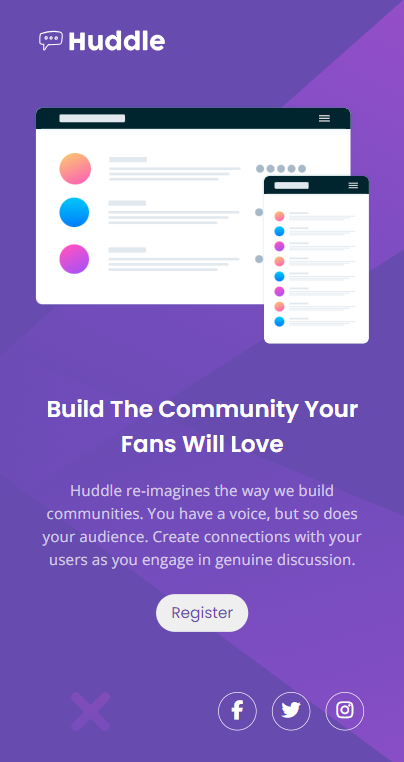 Huddle
Build The Community Your
Fans Will Love
Huddle re-imagines the way we build
communities. You have a voice, but so does
your audience. Create connections with your
users as you engage in genuine discussion.
Register